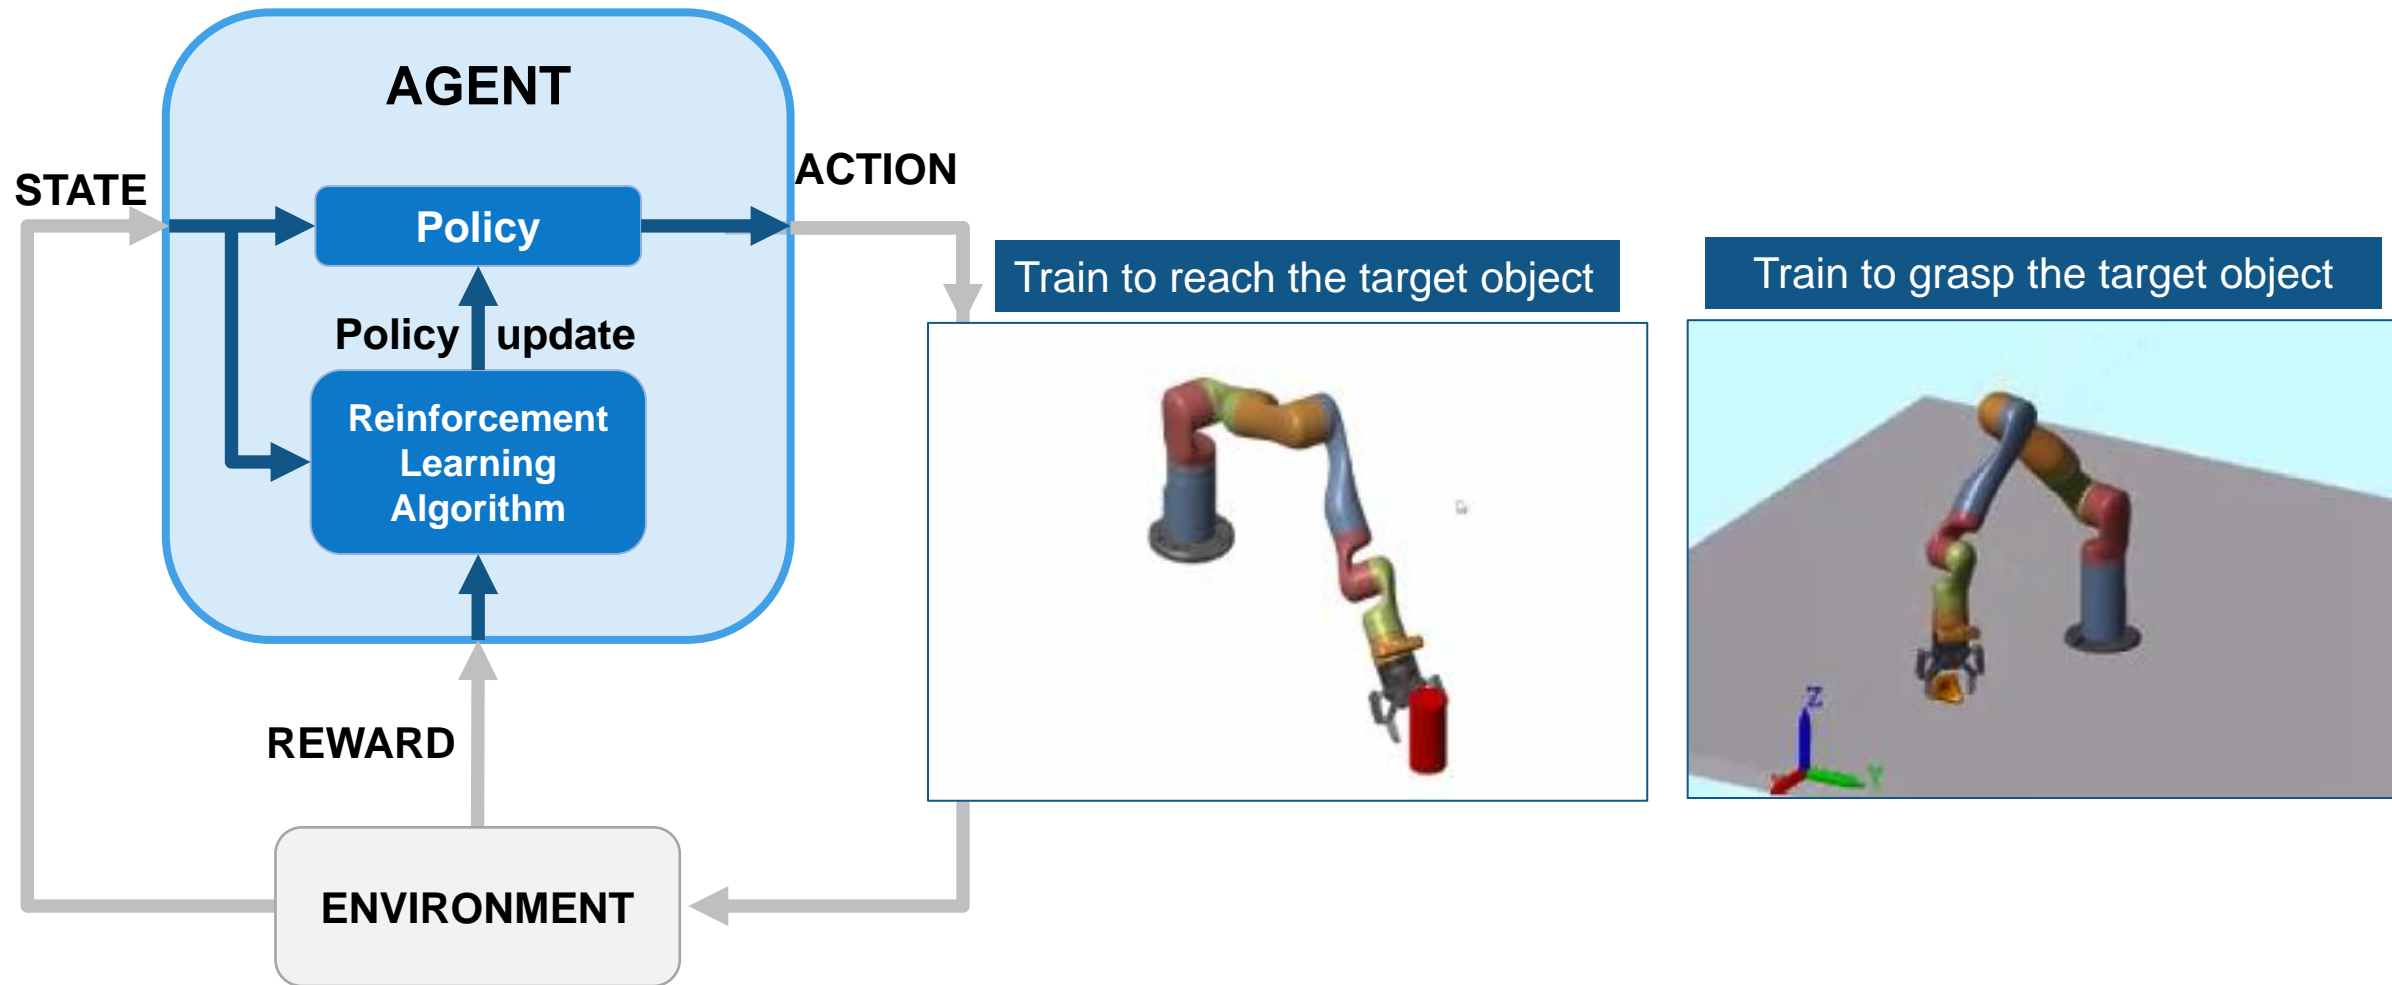 AGENT
STATE
ACTION
Policy
Policy update
Reinforcement
Learning
Algorithm
REWARD
ENVIRONMENT
Train to reach the target object
Train to grasp the target object
Z
Y